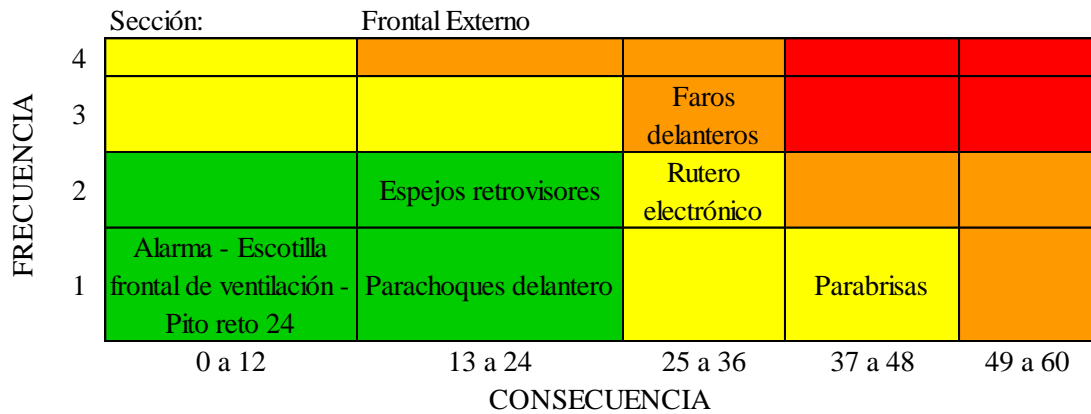 Sección: Frontal Externo
FRECUENCIA
4
3
Faros
delanteros
2
Espejos retrovisores
Rutero
electrónico
1
Alarma - Escotilla
frontal de ventilación -
Pito reto 24
Parachoques delantero
Parabrisas
0 a 12 13 a 24 25 a 36 37 a 48 49 a 60
CONSECUENCIA